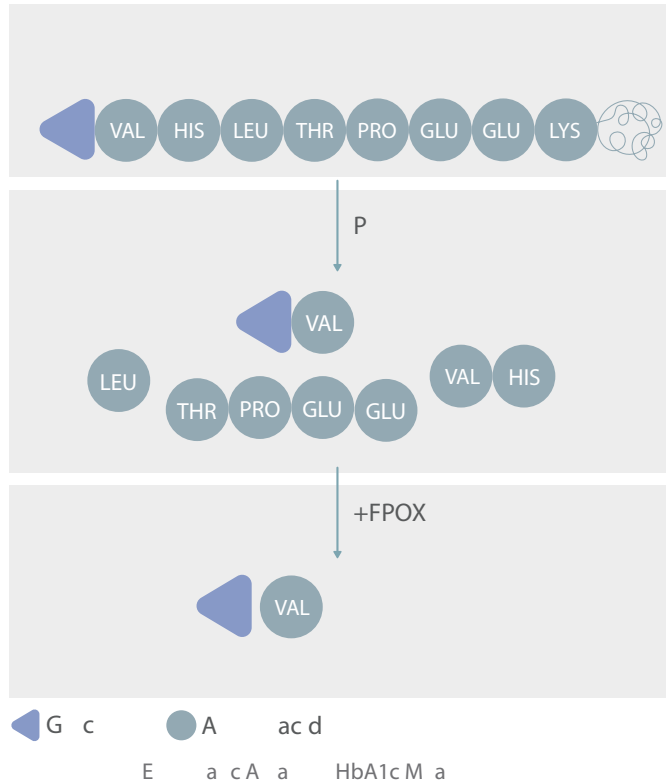 VAL HIS LEU THR PRO GLU GLU LYS
P
VAL
LEU
VAL HIS
THR PRO GLU GLU
+FPOX
VAL
G c
A ac d
E a c A a HbA1c M a